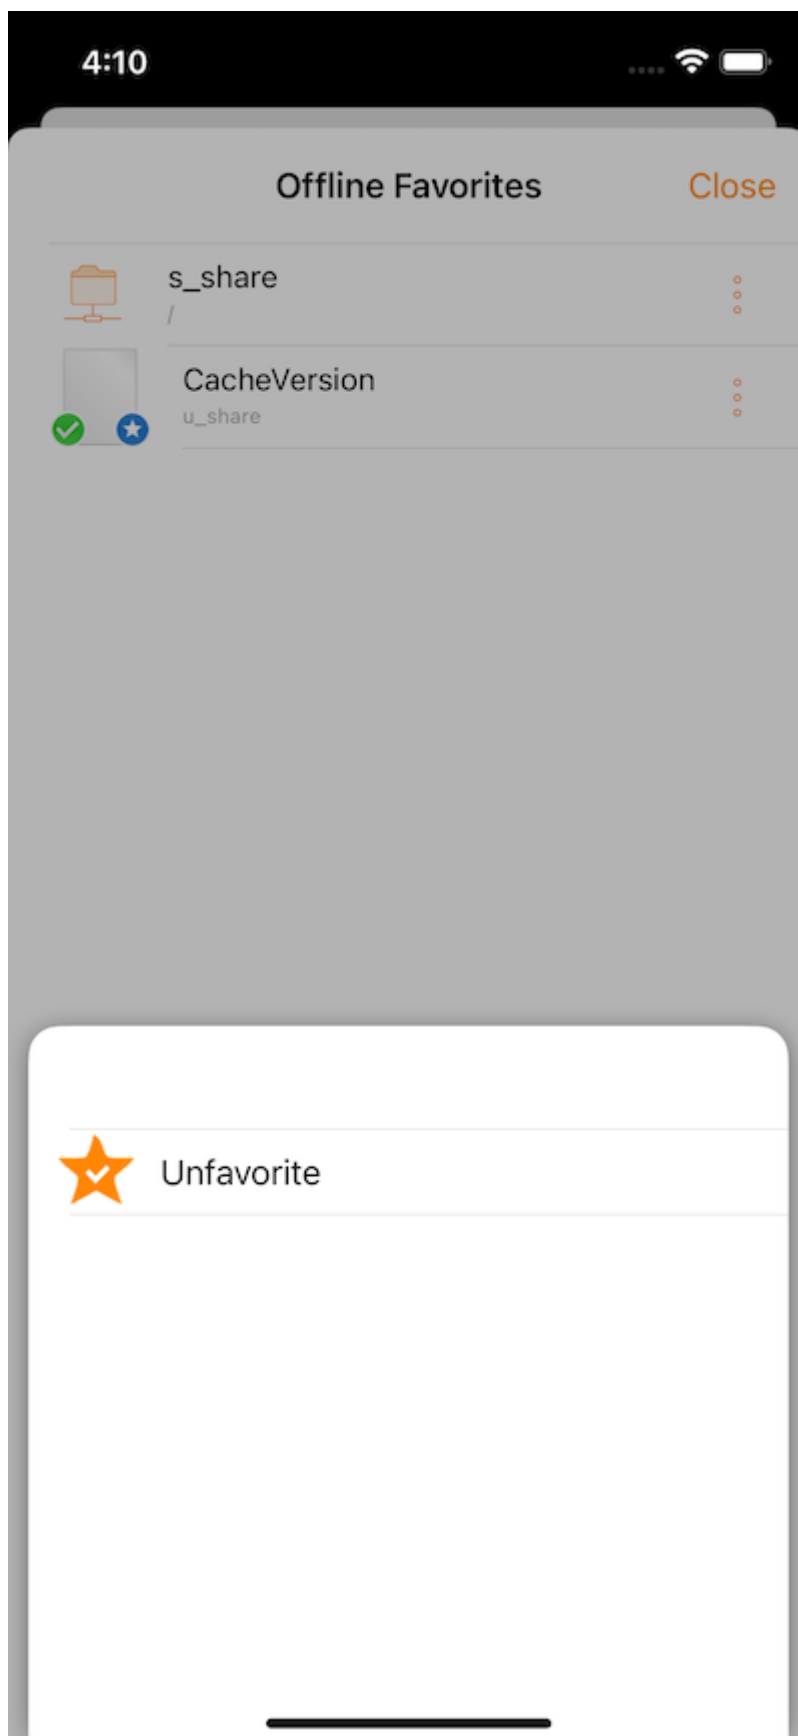 4:10
Offline Favorites Close
s_share
/
CacheVersion
u_share
Unfavorite